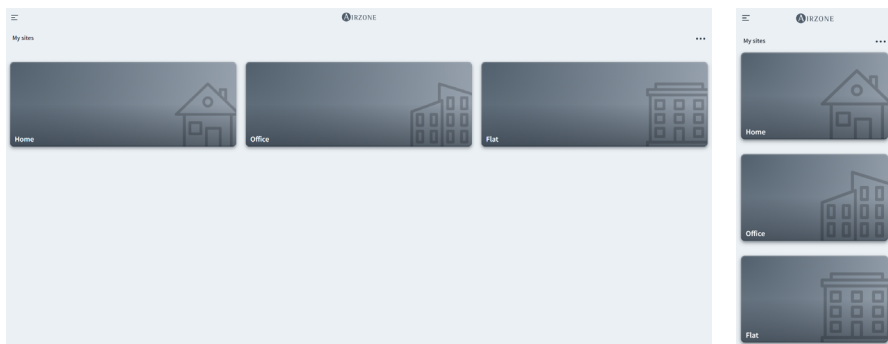 AIRZONE
My sites
Home
Office
Flat
AIRZONE
My sites
Home
Office
Flat